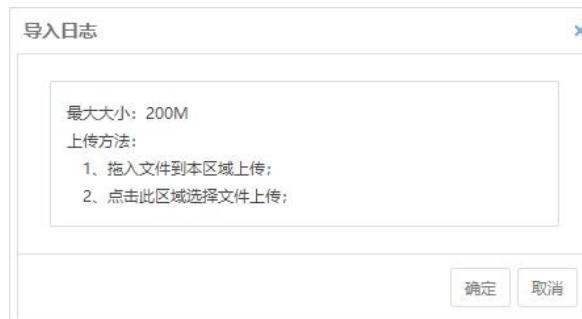 导入日志
最大大小：200M
上传方法：
1、拖入文件到本区域上传；
2、点击此区域选择文件上传；
确定 取消